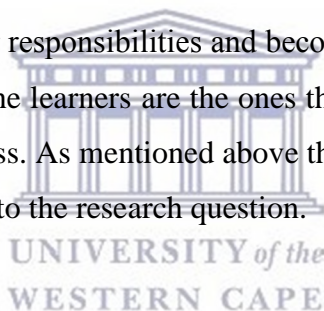 responsibilities and beco
ne learners are the ones th
ss. As mentioned above th
to the research question.
UNIVERSITY of the
WESTERN CAPE